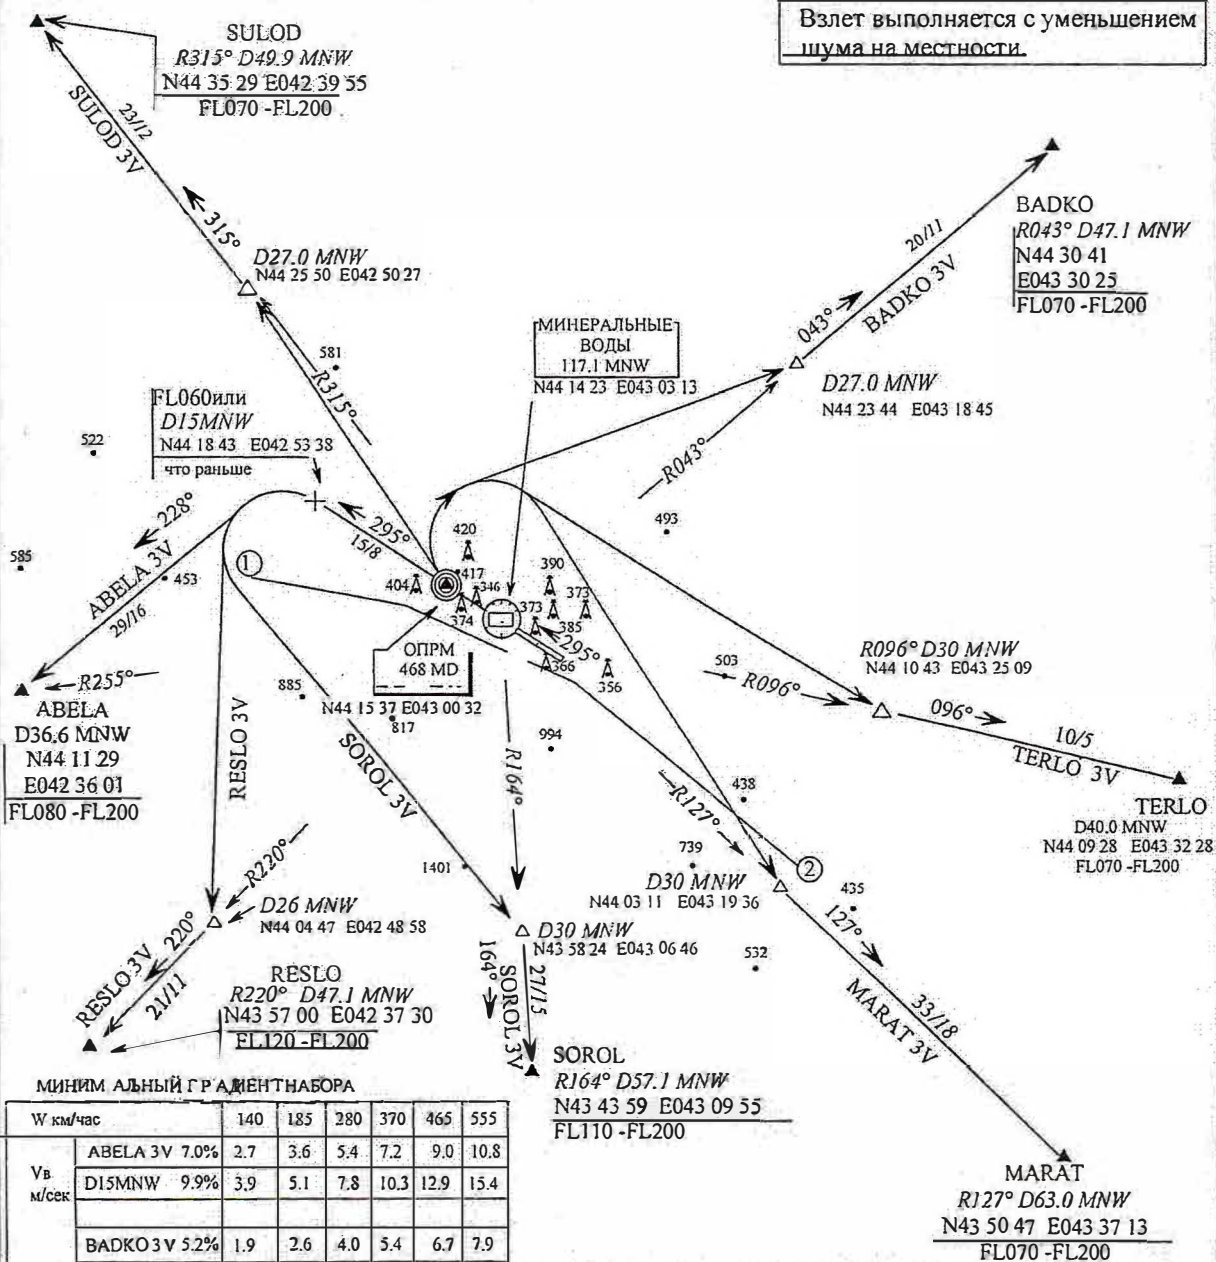 Взлет выполняется с уменьшением
шума на местности.
SULOD
R315° D49.9 MNW
N44 35 29 E042 39 55
FL070 -FL200
23/12
SULOD 3V
315°
D27.0 MNW
N44 25 50 E042 50 27
BADKO
R043° D47.1 MNW
N44 30 41
E043 30 25
FL070 -FL200
20/11
BADKO 3V
043°
D27.0 MNW
N44 23 44 E043 18 45
R043°
МИНЕРАЛЬНЫЕ
ВОДЫ
117.1 MNW
N44 14 23 E043 03 13
581
R315°
FL060или
D15MNW
N44 18 43 E042 53 38
что раньше
522
228°
295°
15/8
420
493
585
ABELA 3V
453
29/16
1
404
417
346
390
374
373
373
385
295°
366
356
ОПРМ
468 MD
N44 15 37 E043 00 32
R255°
ABELA
D36.6 MNW
N44 11 29
E042 36 01
FL080 -FL200
885
817
994
503
R096°
R096° D30 MNW
N44 10 43 E043 25 09
096°
10/5
TERLO 3V
TERLO
D40.0 MNW
N44 09 28 E043 32 28
FL070 -FL200
RESLO 3V
SOROL 3V
R164°
R127°
438
1401
739
2
R220°
D26 MNW
N44 04 47 E042 48 58
D30 MNW
N44 03 11 E043 19 36
435
127°
532
220°
RESLO 3V
21/11
RESLO
R220° D47.1 MNW
N43 57 00 E042 37 30
FL120 -FL200
D30 MNW
N43 58 24 E043 06 46
164°
SOROL 3V
27/15
SOROL
R164° D57.1 MNW
N43 43 59 E043 09 55
FL110 -FL200
33/18
MARAT 3V
MARAT
R127° D63.0 MNW
N43 50 47 E043 37 13
FL070 -FL200
МИНИМАЛЬНЫЙ ГРАДИЕНТ НАБОРА
W км/час 140 185 280 370 465 555
Vв
м/сек
ABELA 3V 7.0% 2.7 3.6 5.4 7.2 9.0 10.8
D15MNW 9.9% 3.9 5.1 7.8 10.3 12.9 15.4
BADKO 3V 5.2% 1.9 2.6 4.0 5.4 6.7 7.9